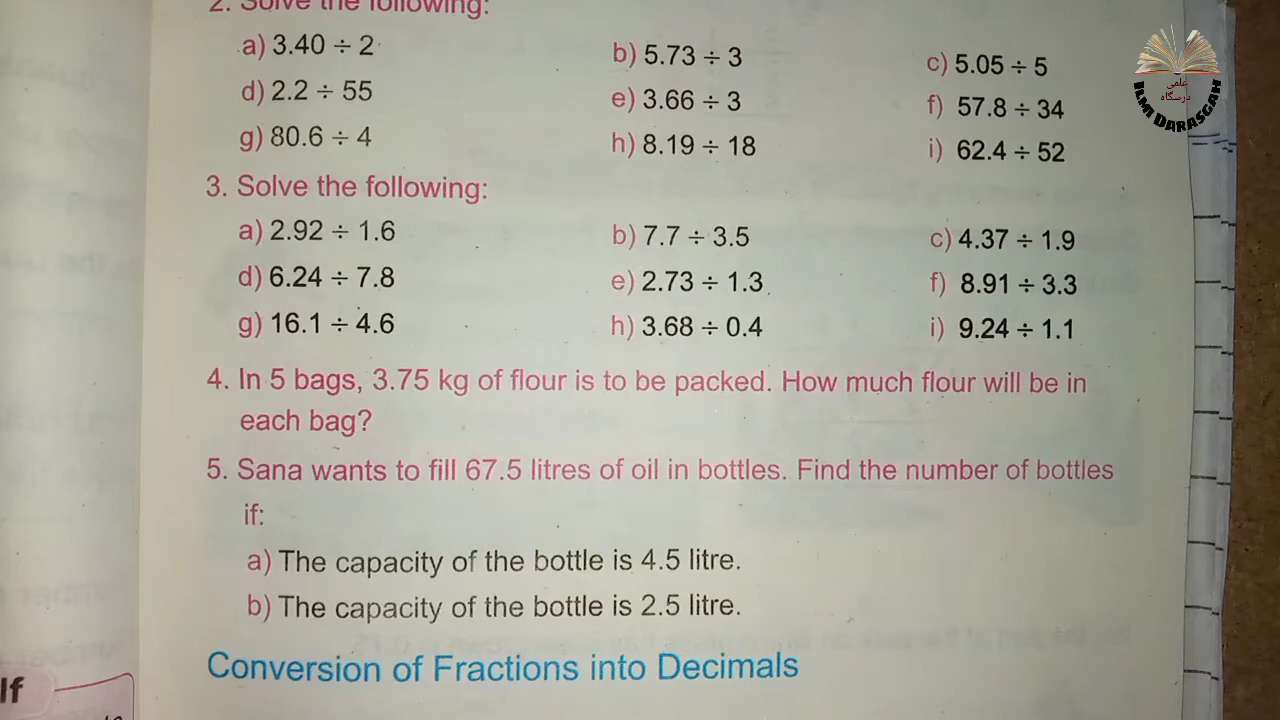 2. Solve the following:
a) 3.40 ÷ 2 b) 5.73 ÷ 3 c) 5.05 ÷ 5
d) 2.2 ÷ 55 e) 3.66 ÷ 3 f) 57.8 ÷ 34
g) 80.6 ÷ 4 h) 8.19 ÷ 18 i) 62.4 ÷ 52
3. Solve the following:
a) 2.92 ÷ 1.6 b) 7.7 ÷ 3.5 c) 4.37 ÷ 1.9
d) 6.24 ÷ 7.8 e) 2.73 ÷ 1.3 f) 8.91 ÷ 3.3
g) 16.1 ÷ 4.6 h) 3.68 ÷ 0.4 i) 9.24 ÷ 1.1
4. In 5 bags, 3.75 kg of flour is to be packed. How much flour will be in
each bag?
5. Sana wants to fill 67.5 litres of oil in bottles. Find the number of bottles
if:
a) The capacity of the bottle is 4.5 litre.
b) The capacity of the bottle is 2.5 litre.
Conversion of Fractions into Decimals
lf
علمی
درسگاہ
ILMI DARASGAH